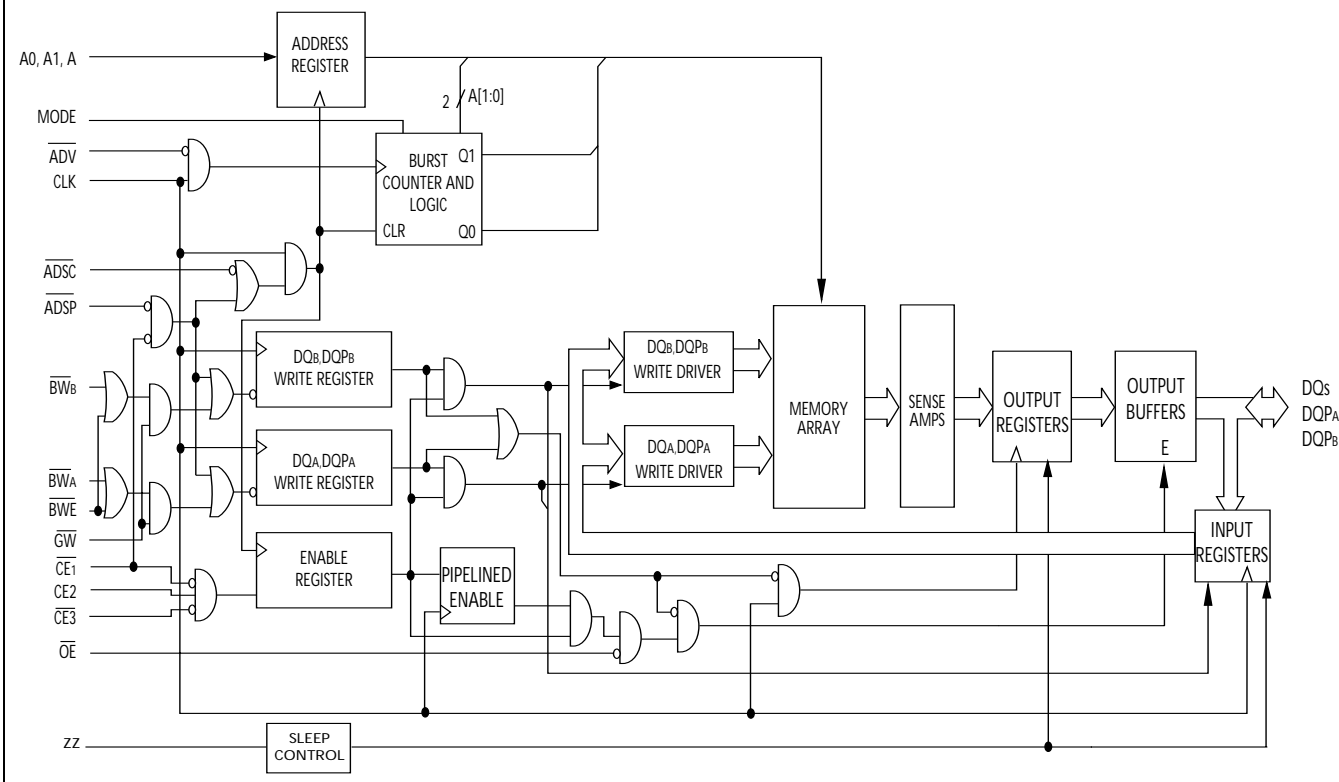 A0, A1, A
ADDRESS
REGISTER
MODE
2
A[1:0]
ADV
CLK
BURST
COUNTER AND
LOGIC
Q1
CLR
Q0
ADSC
ADSP
DQB,DQPB
WRITE REGISTER
DQB,DQPB
WRITE DRIVER
MEMORY
ARRAY
SENSE
AMPS
OUTPUT
REGISTERS
OUTPUT
BUFFERS
E
DQs
DQPA
DQPB
BWB
DQA,DQPA
WRITE REGISTER
DQA,DQPA
WRITE DRIVER
BWA
BWE
GW
CE1
CE2
CE3
ENABLE
REGISTER
PIPELINED
ENABLE
INPUT
REGISTERS
OE
ZZ
SLEEP
CONTROL